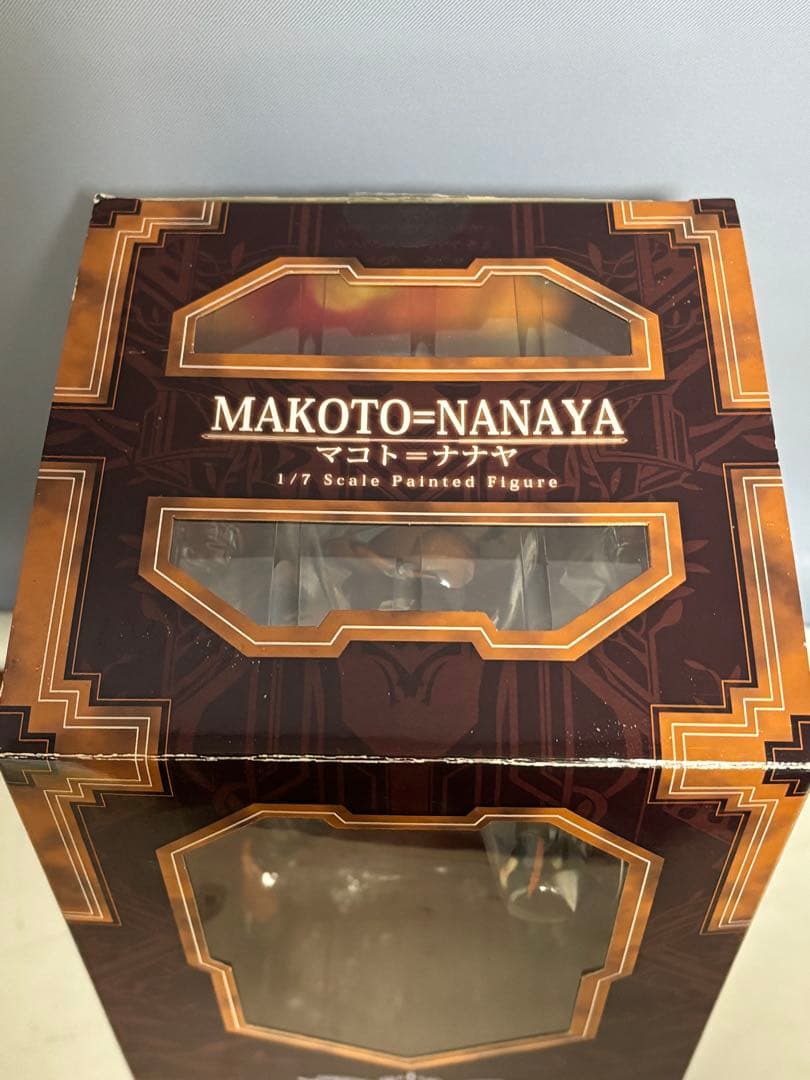 MAKOTO=NANAYA
マコト=ナナヤ
1/7 Scale Painted Figure